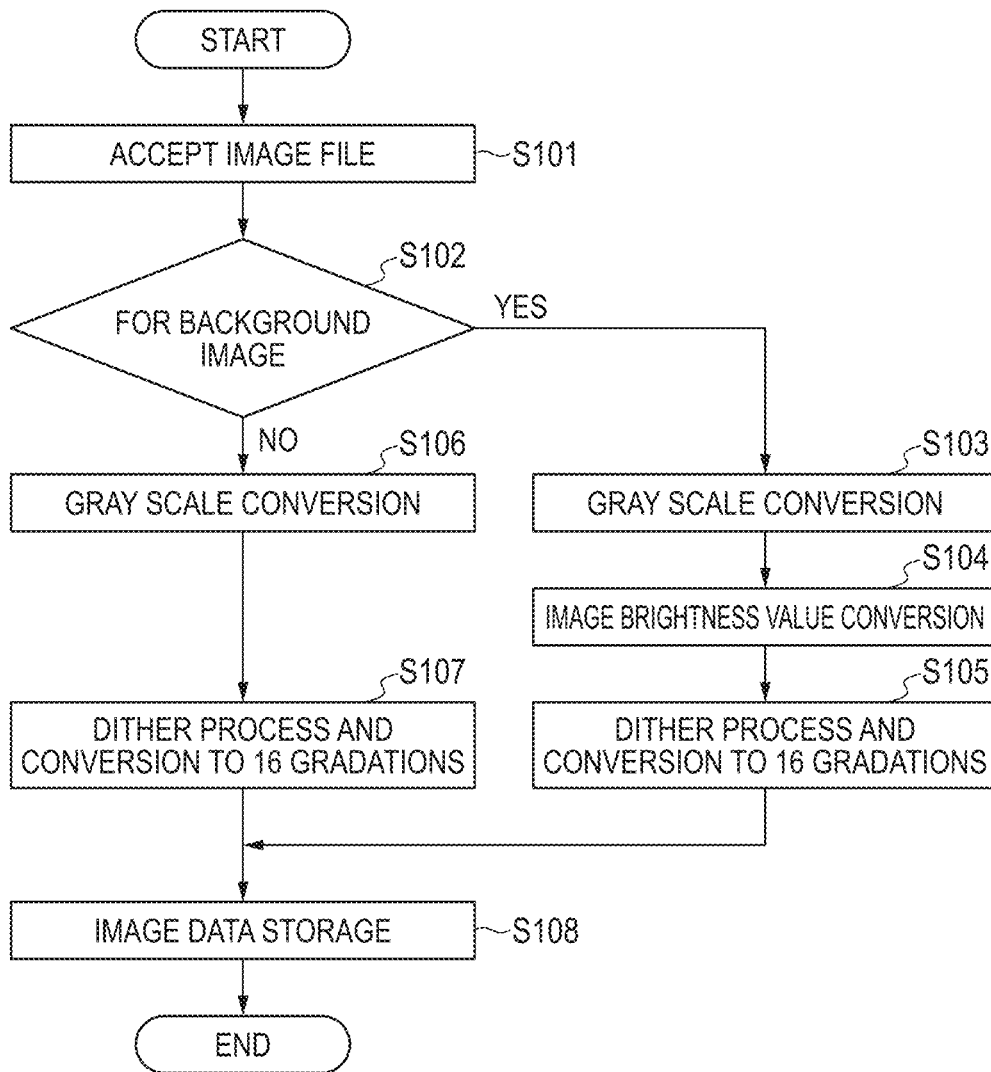 START
ACCEPT IMAGE FILE
S101
S102
FOR BACKGROUND
IMAGE
YES
NO
S106
GRAY SCALE CONVERSION
S103
GRAY SCALE CONVERSION
S104
IMAGE BRIGHTNESS VALUE CONVERSION
S107
DITHER PROCESS AND
CONVERSION TO 16 GRADATIONS
S105
DITHER PROCESS AND
CONVERSION TO 16 GRADATIONS
IMAGE DATA STORAGE
S108
END